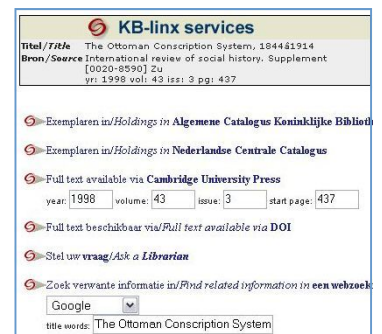 KB-linx services
Titel/Title The Ottoman Conscription System, 1844â1914
Bron/Source International review of social history. Supplement
[0020-8590] Zu
yr: 1998 vol: 43 iss: 3 pg: 437
Exemplaren in/Holdings in Algemene Catalogus Koninklijke Biblioth
Exemplaren in/Holdings in Nederlandse Centrale Catalogus
Full text available via Cambridge University Press
year: 1998 volume: 43 issue: 3 start page: 437
Full text beschikbaar via/Full text available via DOI
Stel uw vraag/Ask a Librarian
Zoek verwante informatie in/Find related information in een webzoek
Google
title words: The Ottoman Conscription System